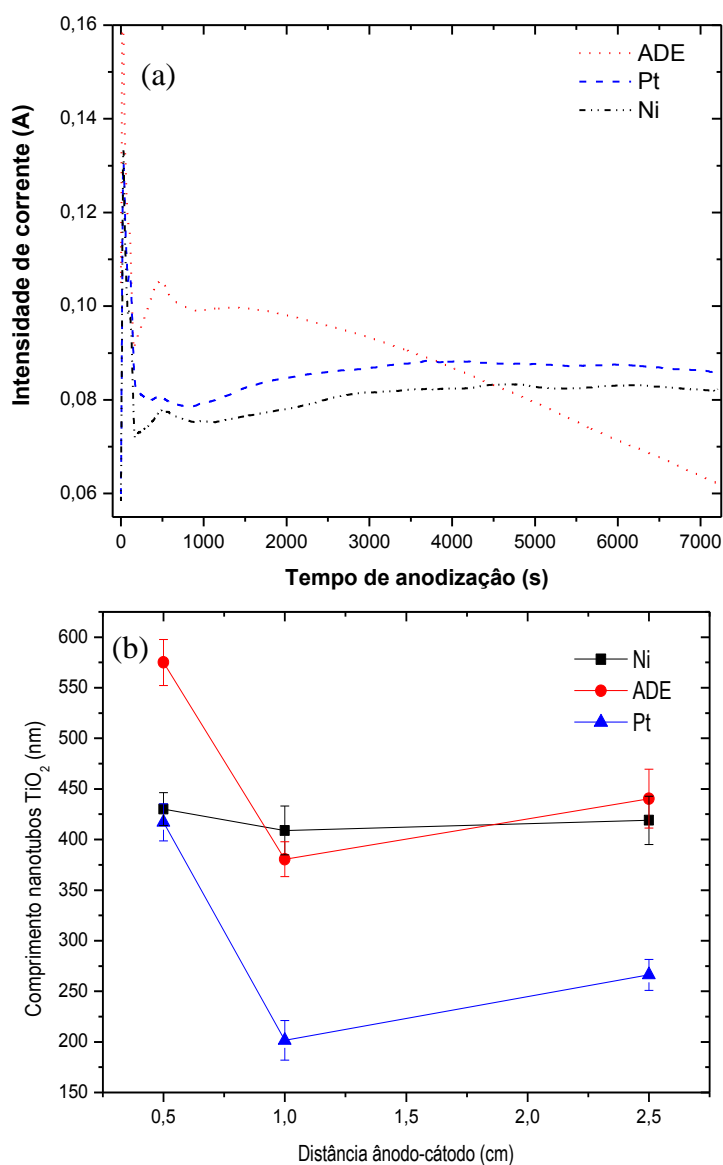 0,16
(a)
ADE
Pt
Ni
0,14
0,12
0,10
0,08
0,06
Intensidade de corrente (A)
0 1000 2000 3000 4000 5000 6000 7000
Tempo de anodização (s)
(b)
600
550
500
450
400
350
300
250
200
150
Ni
ADE
Pt
Comprimento nanotubos TiO2 (nm)
0,5 1,0 1,5 2,0 2,5
Distância ânodo-cátodo (cm)